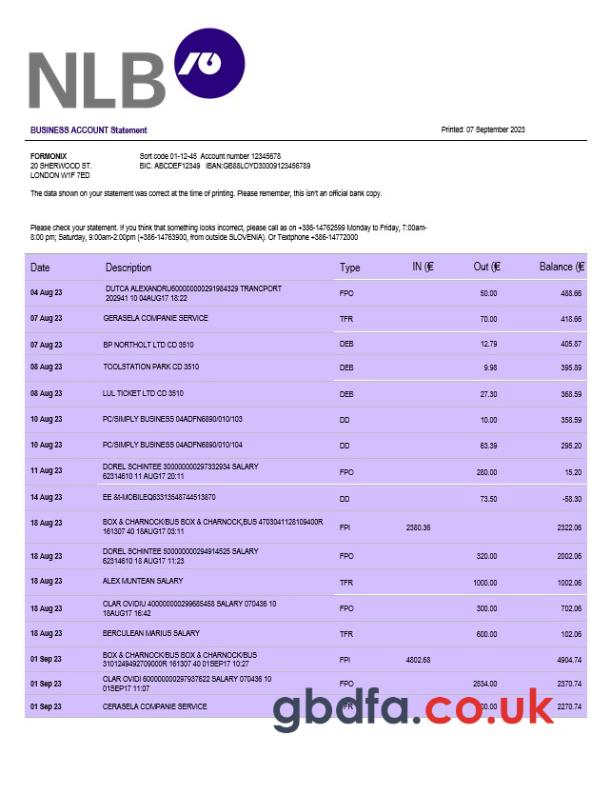 NLB
BUSINESS ACCOUNT Statement Printed: 07 September 2023
FORMONIX Sort code 01-12-45 Account number 12345678
20 SHERWOOD ST. BIC. ABCDEF12349 IBAN:GB88LOYD30009123456789
LONDON W1F 7ED
The data shown on your statement was correct at the time of printing. Please remember, this isn't an official bank copy.
Please check your statement. If you think that something looks incorrect, please call as on +386-14762599 Monday to Friday, 7:00am-
8:00 pm; Saturday, 9:00am-2:00pm (+386-14763900, from outside SLOVENIA). Or Textphone +386-14772000
Date Description Type IN (€ Out (€ Balance (€
04 Aug 23 DUTCA ALEXANDRU600000000291984329 TRANCPORT FPO 50.00 488.66
202941 10 04AUG17 18:22
07 Aug 23 GERASELA COMPANIE SERVICE TFR 70.00 418.66
07 Aug 23 BP NORTHOLT LTD CD 3510 DEB 12.79 405.87
08 Aug 23 TOOLSTATION PARK CD 3510 DEB 9.98 395.89
08 Aug 23 LUL TICKET LTD CD 3510 DEB 27.30 368.59
10 Aug 23 PC/SIMPLY BUSINESS 04ADFN6890/010/103 DD 10.00 358.59
10 Aug 23 PC/SIMPLY BUSINESS 04ADFN6890/010/104 DD 63.39 295.20
11 Aug 23 DOREL SCHINTEE 300000000297332934 SALARY FPO 280.00 15.20
62314610 11 AUG17 20:11
14 Aug 23 EE &t-MOBILEQ63313548744513870 DD 73.50 -58.30
18 Aug 23 BOX & CHARNOCK/BUS BOX & CHARNOCK,BUS 4703041128109400R FPI 2380.36 2322.06
161307 40 18AUG17 03:11
18 Aug 23 DOREL SCHINTEE 500000000294914525 SALARY FPO 320.00 2002.06
62314610 18 AUG17 11:23
18 Aug 23 ALEX MUNTEAN SALARY TFR 1000.00 1002.06
18 Aug 23 OLAR OVIDIU 400000000299685458 SALARY 070436 10 FPO 300.00 702.06
18AUG17 16:42
18 Aug 23 BERCULEAN MARIUS SALARY TFR 600.00 102.06
01 Sep 23 BOX & CHARNOCK/BUS BOX & CHARNOCK/BUS FPI 4802.68 4904.74
3101249492709000R 161307 40 01SEP17 10:27
01 Sep 23 OLAR OVIDI 600000000297937622 SALARY 070436 10 FPO 2534.00 2370.74
01SEP17 11:07
01 Sep 23 CERASELA COMPANIE SERVICE 2270.74
gbdfa.co.uk